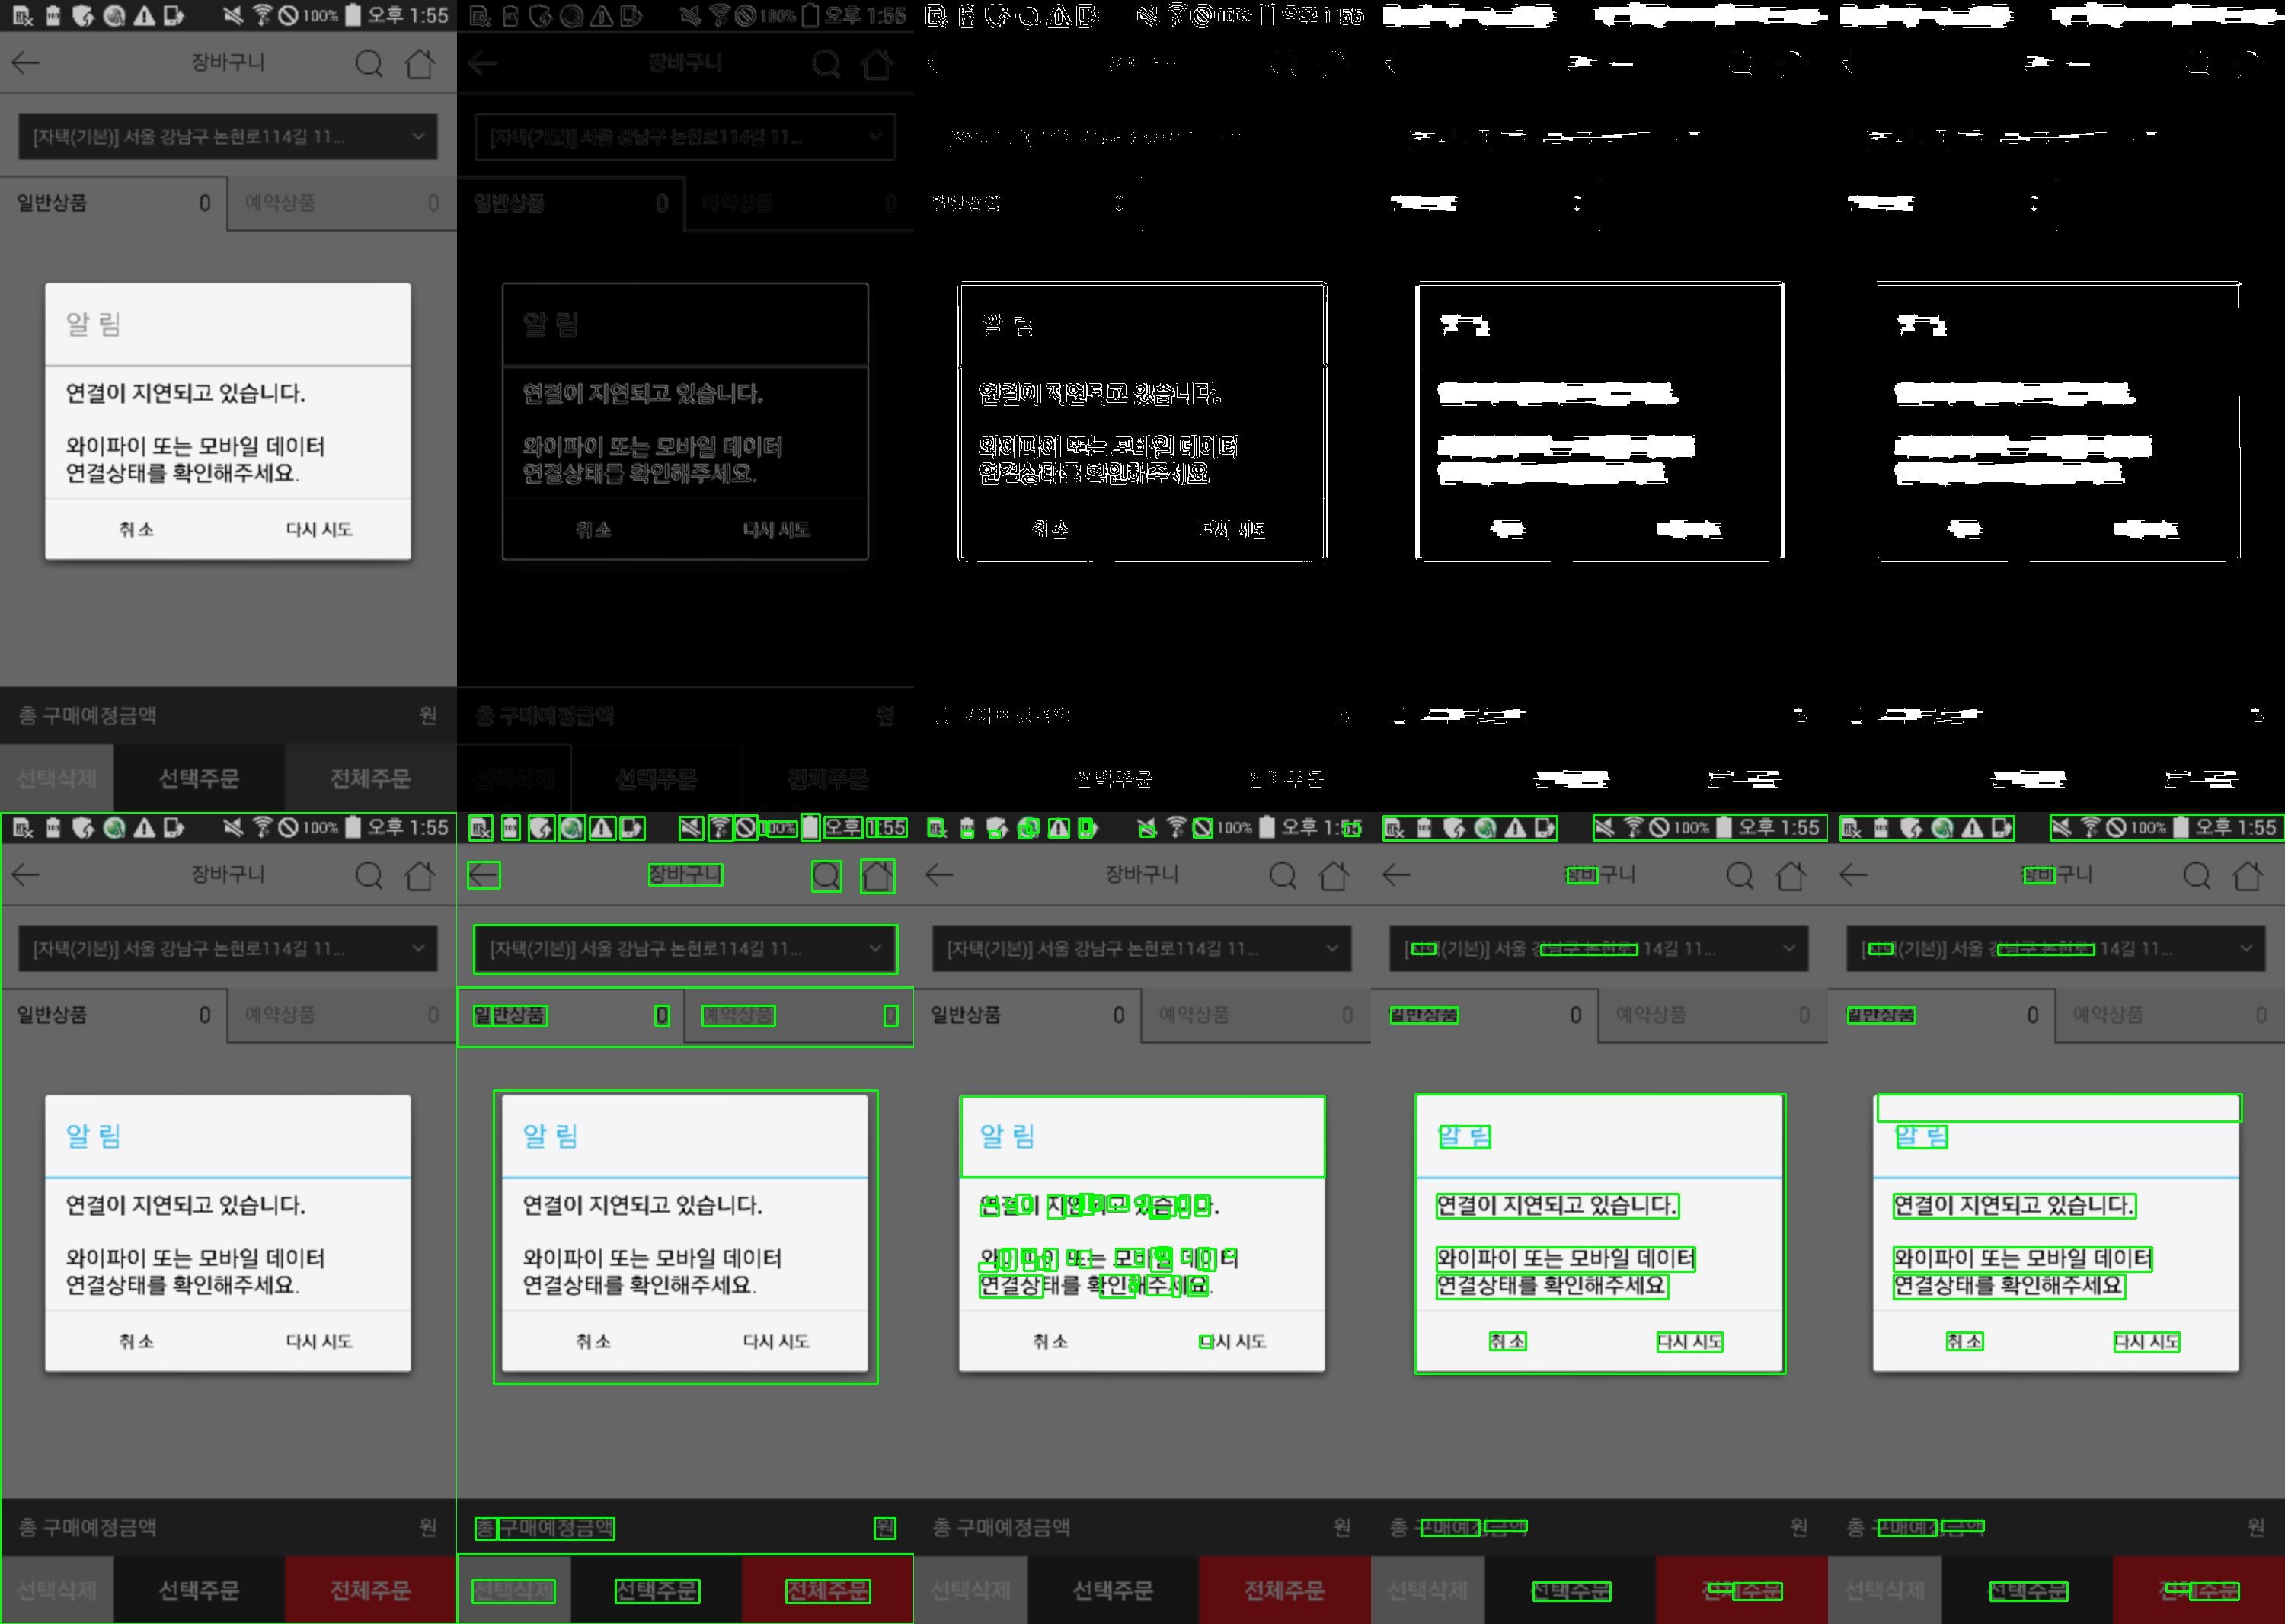 100% 오후 1:55
장바구니
[자택(기본)] 서울 강남구 논현로114길 11...
일반상품 0 예약상품 0
알 림
연결이 지연되고 있습니다.
와이파이 또는 모바일 데이터
연결상태를 확인해주세요.
취소 다시 시도
총 구매예정금액 원
선택삭제 선택주문 전체주문
100% 오후 1:55
장바구니
[자택(기본)] 서울 강남구 논현로114길 11...
일반상품 0 예약상품 0
알 림
연결이 지연되고 있습니다.
와이파이 또는 모바일 데이터
연결상태를 확인해주세요.
취소 다시 시도
총 구매예정금액 원
선택삭제 선택주문 전체주문
100% 오후 1:55
알 림
연결이 지연되고 있습니다.
와이파이 또는 모바일 데이터
연결상태를 확인해주세요.
취소 다시 시도
선택주문
100% 오후 1:55
장바구니
[자택(기본)] 서울 강남구 논현로114길 11...
일반상품 0 예약상품 0
알 림
연결이 지연되고 있습니다.
와이파이 또는 모바일 데이터
연결상태를 확인해주세요.
취소 다시 시도
총 구매예정금액 원
선택삭제 선택주문 전체주문
100% 오후 1:55
장바구니
[자택(기본)] 서울 강남구 논현로114길 11...
일반상품 0 예약상품 0
알 림
연결이 지연되고 있습니다.
와이파이 또는 모바일 데이터
연결상태를 확인해주세요.
취소 다시 시도
총 구매예정금액 원
선택삭제 선택주문 전체주문
100% 오후 1:55
장바구니
[자택(기본)] 서울 강남구 논현로114길 11...
일반상품 0 예약상품 0
알 림
연결이 지연되고 있습니다.
와이파이 또는 모바일 데이터
연결상태를 확인해주세요.
취소 다시 시도
총 구매예정금액 원
선택삭제 선택주문 전체주문
100% 오후 1:55
장바구니
[자택(기본)] 서울 강남구 논현로114길 11...
일반상품 0 예약상품 0
알 림
연결이 지연되고 있습니다.
와이파이 또는 모바일 데이터
연결상태를 확인해주세요.
취소 다시 시도
총 구매예정금액 원
선택삭제 선택주문 전체주문
100% 오후 1:55
장바구니
[자택(기본)] 서울 강남구 논현로114길 11...
일반상품 0 예약상품 0
알 림
연결이 지연되고 있습니다.
와이파이 또는 모바일 데이터
연결상태를 확인해주세요.
취소 다시 시도
총 구매예정금액 원
선택삭제 선택주문 전체주문